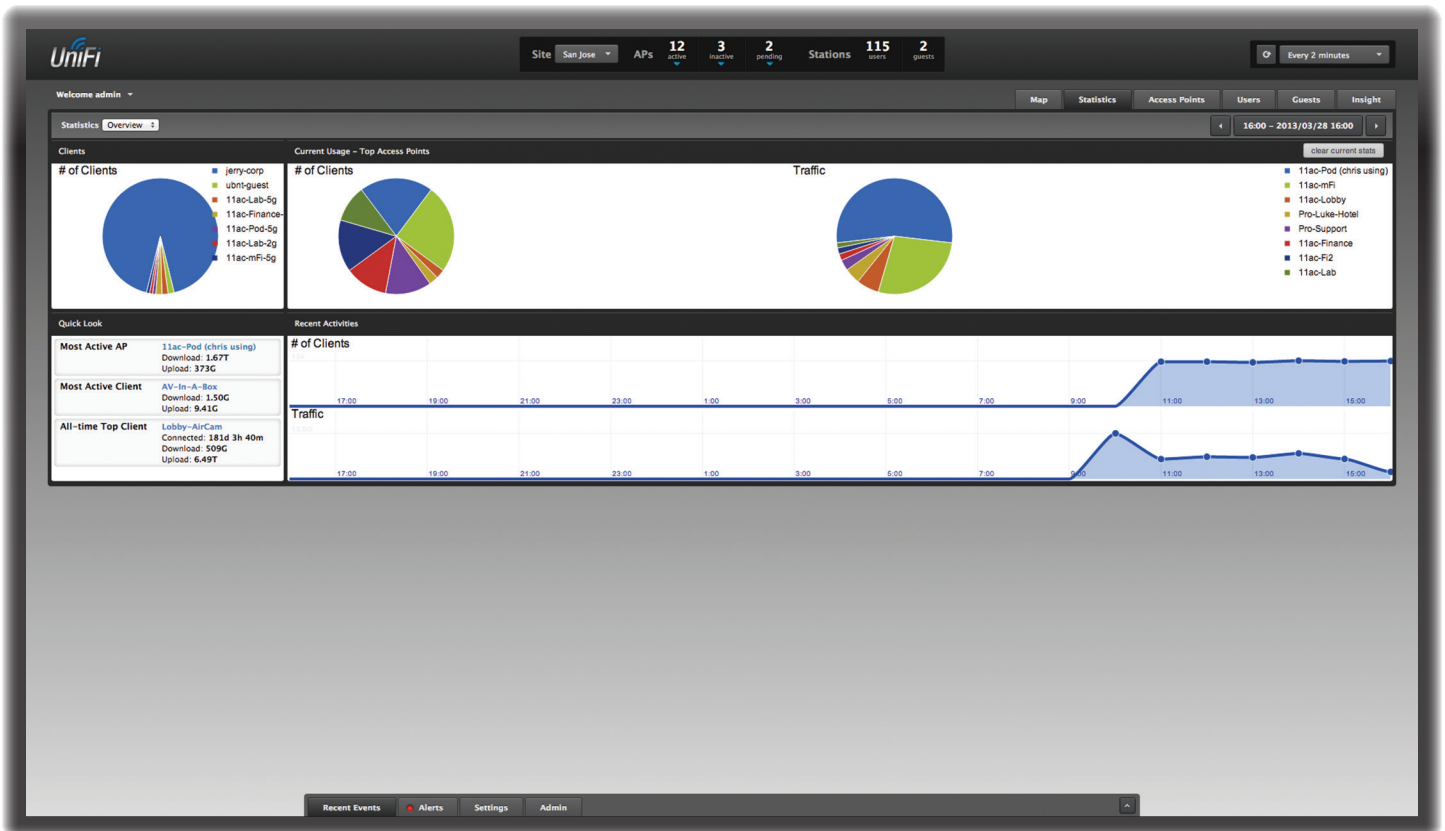 UniFi
Site San Jose APs 12 active 3 inactive 2 pending Stations 115 users 2 guests
Every 2 minutes
Welcome admin
Map Statistics Access Points Users Guests Insight
Statistics Overview
16:00 – 2013/03/28 16:00
Clients
Current Usage – Top Access Points
clear current stats
# of Clients
jerry-corp
ubnt-guest
11ac-Lab-5g
11ac-Finance-
11ac-Pod-5g
11ac-Lab-2g
11ac-mFi-5g
# of Clients
Traffic
11ac-Pod (chris using)
11ac-mFi
11ac-Lobby
Pro-Luke-Hotel
Pro-Support
11ac-Finance
11ac-Fi2
11ac-Lab
Quick Look
Most Active AP
11ac-Pod (chris using)
Download: 1.67T
Upload: 373G
Most Active Client
AV-In-A-Box
Download: 1.50G
Upload: 9.41G
All-time Top Client
Lobby-AirCam
Connected: 181d 3h 40m
Download: 509G
Upload: 6.49T
Recent Activities
# of Clients
17:00 19:00 21:00 23:00 1:00 3:00 5:00 7:00 9:00 11:00 13:00 15:00
Traffic
17:00 19:00 21:00 23:00 1:00 3:00 5:00 7:00 9:00 11:00 13:00 15:00
Recent Events Alerts Settings Admin